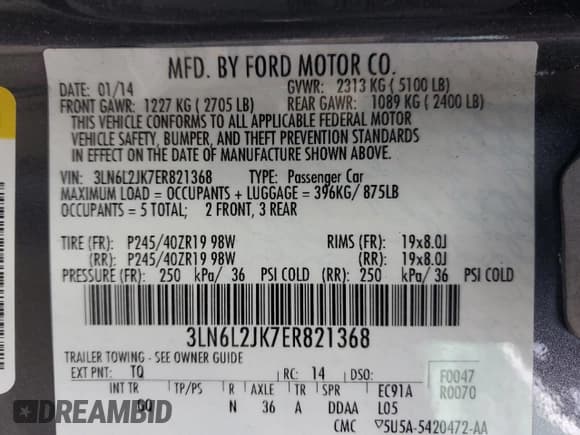 MFD. BY FORD MOTOR CO.
DATE: 01/14 GVWR: 2313 KG ( 5100 LB)
FRONT GAWR: 1227 KG ( 2705 LB) REAR GAWR: 1089 KG ( 2400 LB)
THIS VEHICLE CONFORMS TO ALL APPLICABLE FEDERAL MOTOR
VEHICLE SAFETY, BUMPER, AND THEFT PREVENTION STANDARDS
IN EFFECT ON THE DATE OF MANUFACTURE SHOWN ABOVE.
VIN: 3LN6L2JK7ER821368 TYPE: Passenger Car
MAXIMUM LOAD = OCCUPANTS + LUGGAGE = 396KG/ 875LB
OCCUPANTS = 5 TOTAL; 2 FRONT, 3 REAR
TIRE (FR): P245/40ZR19 98W RIMS (FR): 19x8.0J
(RR): P245/40ZR19 98W (RR): 19x8.0J
PRESSURE (FR): 250 kPa/ 36 PSI COLD (RR): 250 kPa/ 36 PSI COLD
3LN6L2JK7ER821368
TRAILER TOWING - SEE OWNER GUIDE
EXT PNT: TQ RC: 14 DSO: F0047
INT TR TP/PS R AXLE TR SPR EC91A R0070
N 36 A DDAA L05
CMC 5U5A-5420472-AA
DREAMBID